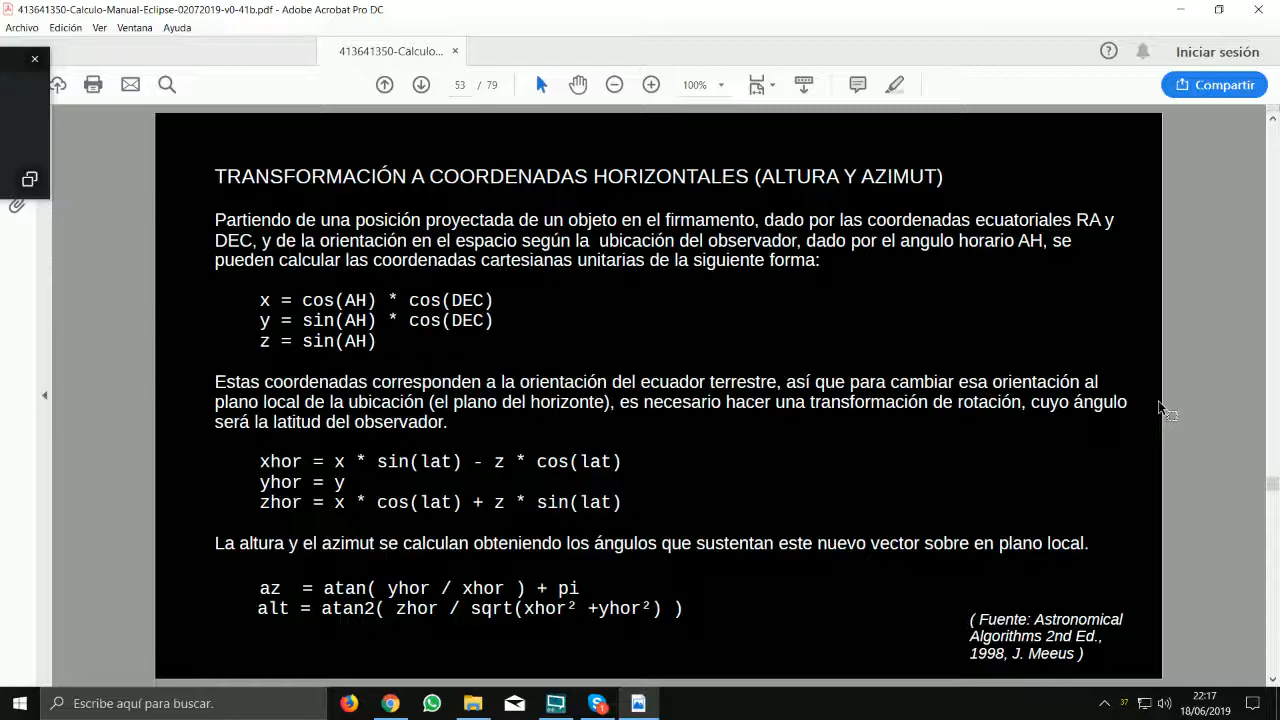 413641350-Calculo-Manual-Eclipse-02072019-v0-41b.pdf - Adobe Acrobat Pro DC
Archivo Edición Ver Ventana Ayuda
413641350-Calculo... ×
Iniciar sesión
53 / 79
100%
Compartir
TRANSFORMACIÓN A COORDENADAS HORIZONTALES (ALTURA Y AZIMUT)
Partiendo de una posición proyectada de un objeto en el firmamento, dado por las coordenadas ecuatoriales RA y
DEC, y de la orientación en el espacio según la ubicación del observador, dado por el angulo horario AH, se
pueden calcular las coordenadas cartesianas unitarias de la siguiente forma:
x = cos(AH) * cos(DEC)
y = sin(AH) * cos(DEC)
z = sin(AH)
Estas coordenadas corresponden a la orientación del ecuador terrestre, así que para cambiar esa orientación al
plano local de la ubicación (el plano del horizonte), es necesario hacer una transformación de rotación, cuyo ángulo
será la latitud del observador.
xhor = x * sin(lat) - z * cos(lat)
yhor = y
zhor = x * cos(lat) + z * sin(lat)
La altura y el azimut se calculan obteniendo los ángulos que sustentan este nuevo vector sobre en plano local.
az = atan( yhor / xhor ) + pi
alt = atan2( zhor / sqrt(xhor² +yhor²) )
( Fuente: Astronomical
Algorithms 2nd Ed.,
1998, J. Meeus )
Escribe aquí para buscar.
37
22:17
18/06/2019